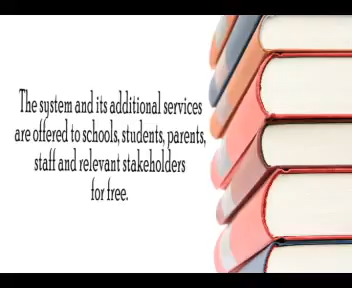 The system and its additional services
are offered to schools, students, parents,
staff and relevant stakeholders
for free.